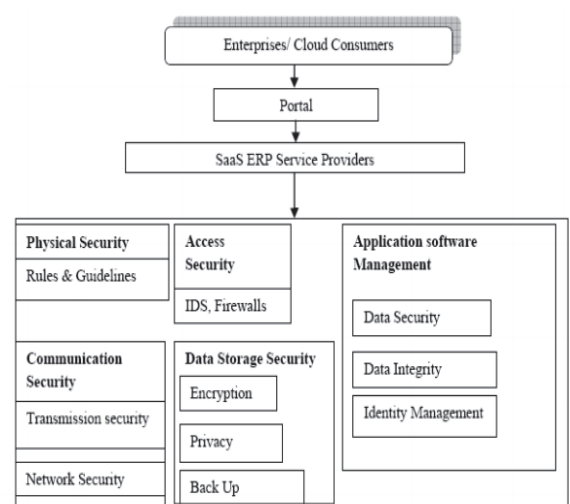 Enterprises/ Cloud Consumers
Portal
SaaS ERP Service Providers
Physical Security
Rules & Guidelines
Access
Security
IDS, Firewalls
Application software
Management
Data Security
Data Integrity
Identity Management
Communication
Security
Transmission security
Network Security
Data Storage Security
Encryption
Privacy
Back Up